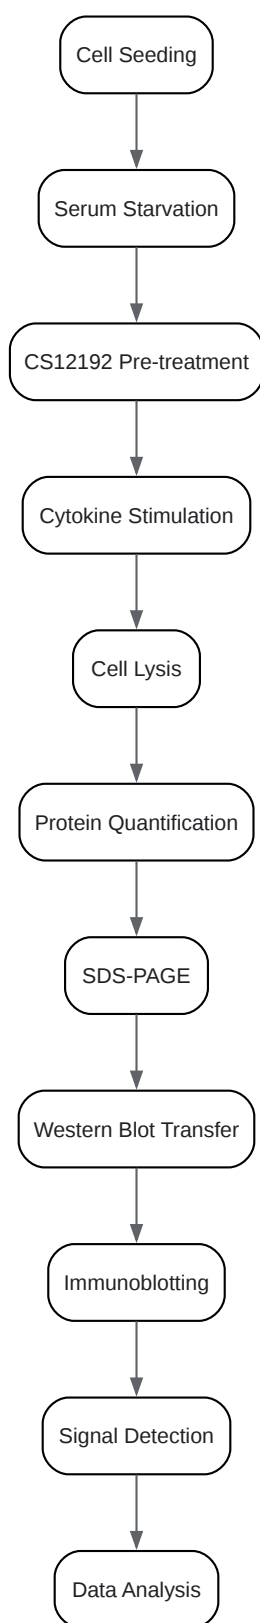 Cell Seeding
Serum Starvation
CS12192 Pre-treatment
Cytokine Stimulation
Cell Lysis
Protein Quantification
SDS-PAGE
Western Blot Transfer
Immunoblotting
Signal Detection
Data Analysis